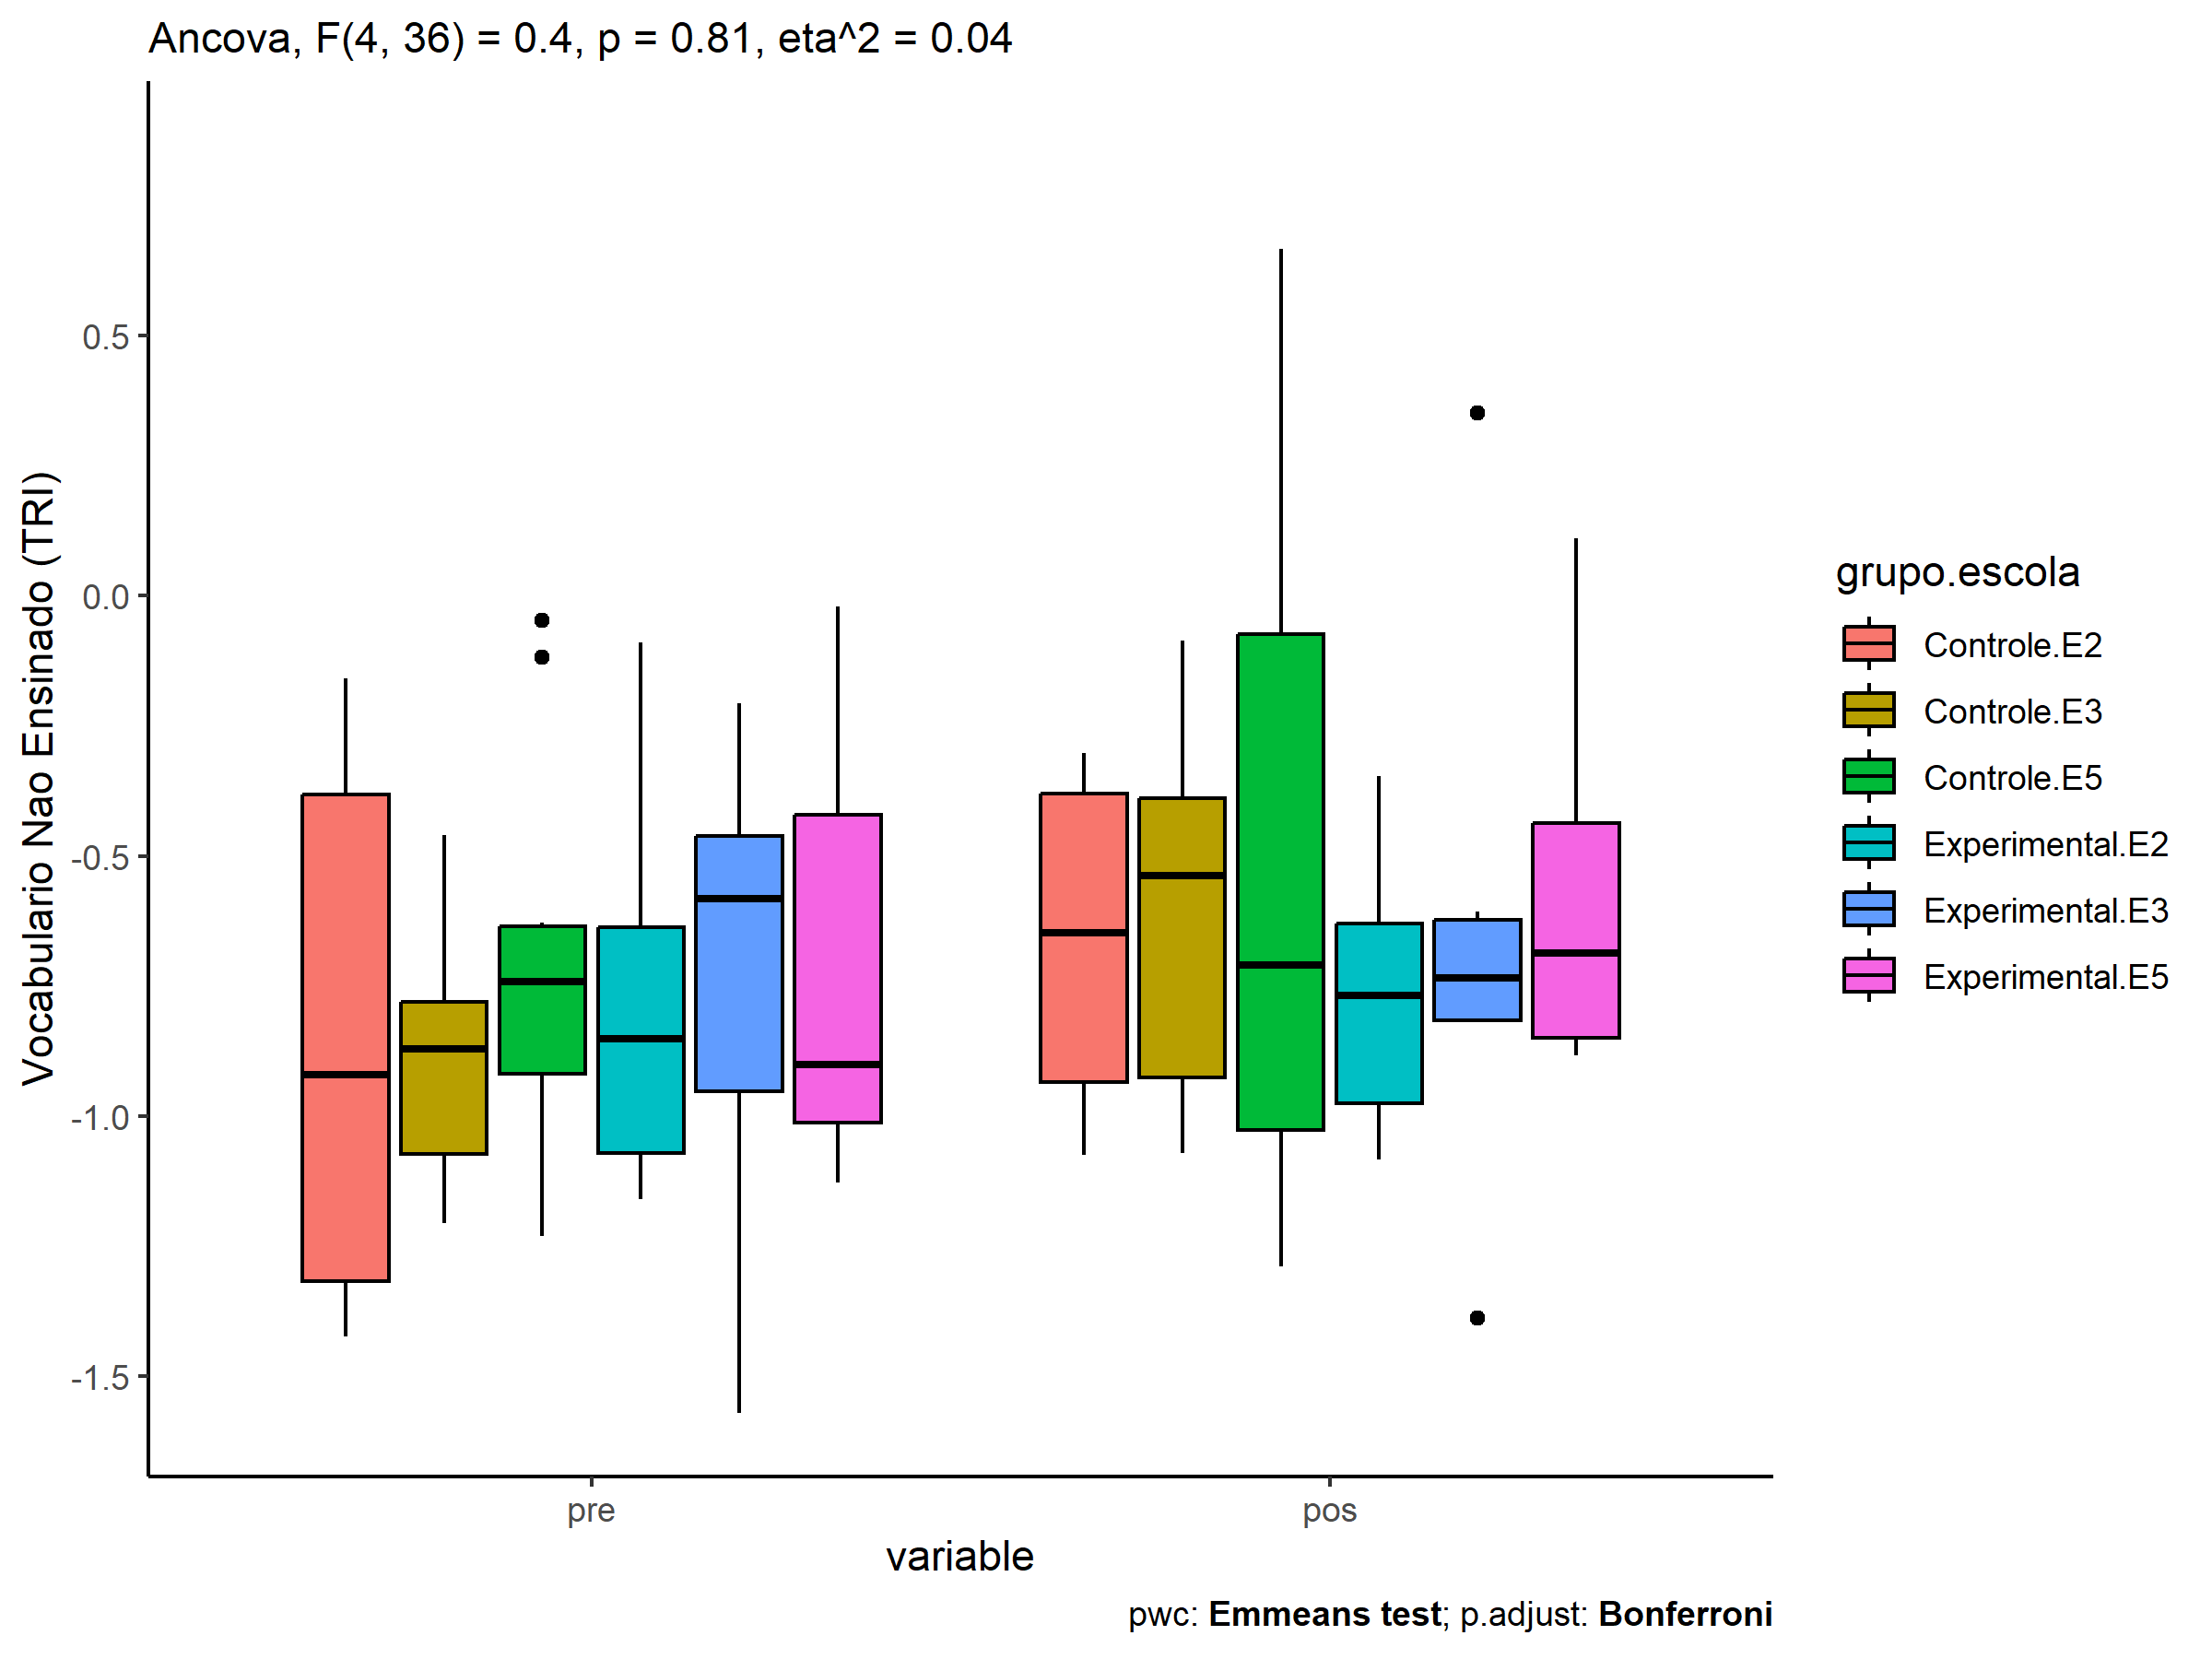 Ancova, F(4, 36) = 0.4, p = 0.81, eta^2 = 0.04
Vocabulario Nao Ensinado (TRI)
0.5
0.0
-0.5
-1.0
-1.5
pre
pos
variable
grupo.escola
Controle.E2
Controle.E3
Controle.E5
Experimental.E2
Experimental.E3
Experimental.E5
pwc: Emmeans test; p.adjust: Bonferroni